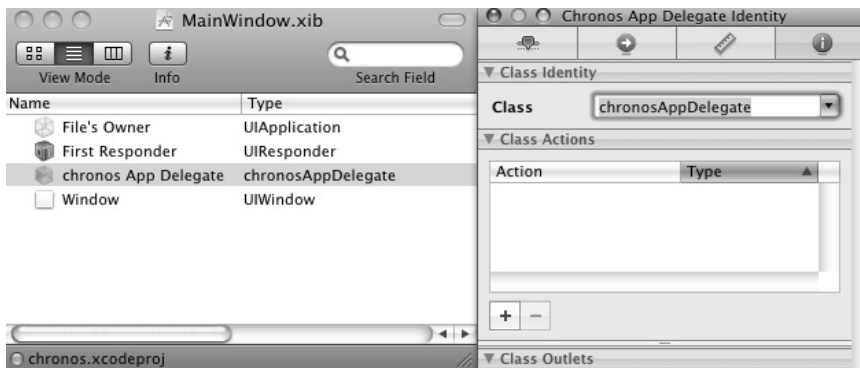 MainWindow.xib
View Mode
Info
Search Field
Name Type
File's Owner UIApplication
First Responder UIResponder
chronos App Delegate chronosAppDelegate
Window UIWindow
chronos.xcodeproj
Chronos App Delegate Identity
Class Identity
Class chronosAppDelegate
Class Actions
Action Type
+ −
Class Outlets